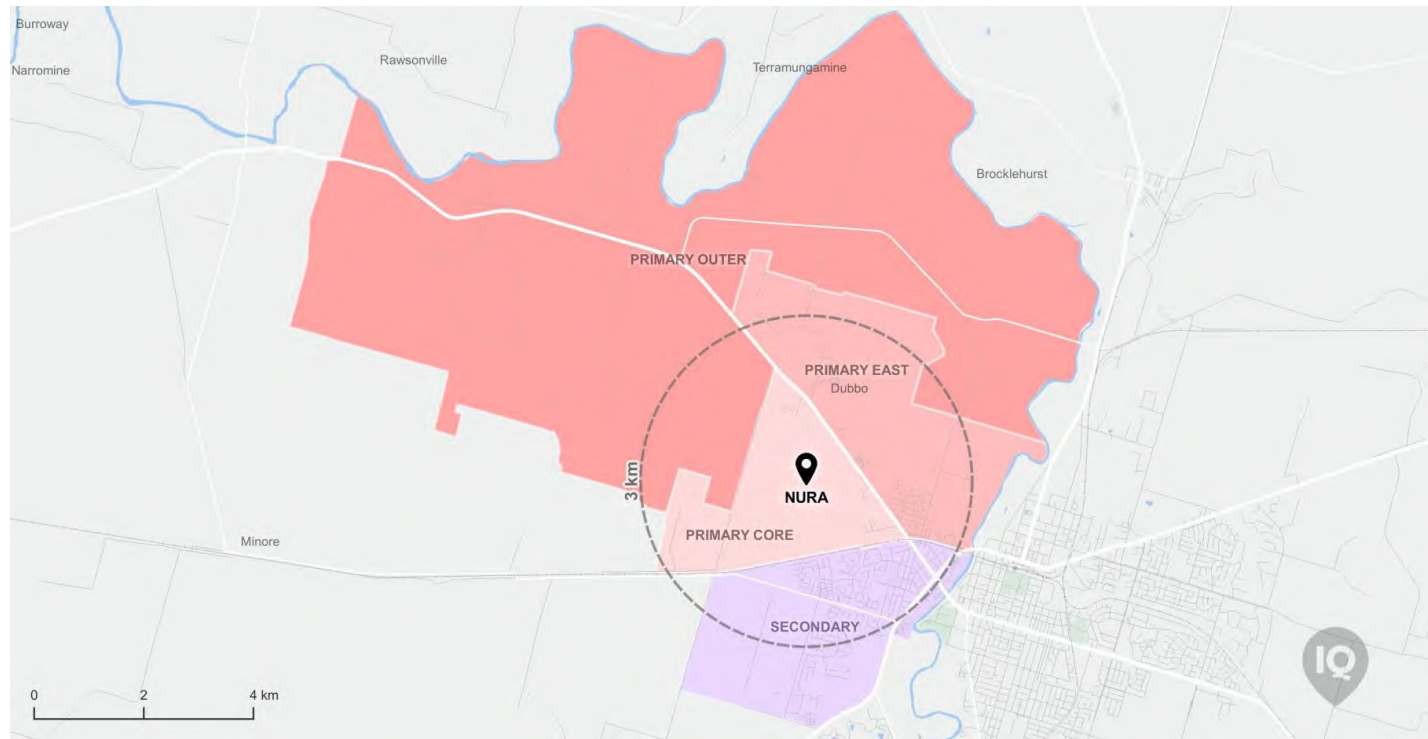 Burroway
Rawsonville
Narromine
Terramungamine
Brocklehurst
PRIMARY OUTER
PRIMARY EAST
Dubbo
3 km
NURA
PRIMARY CORE
Minore
SECONDARY
IQ
0 2 4 km